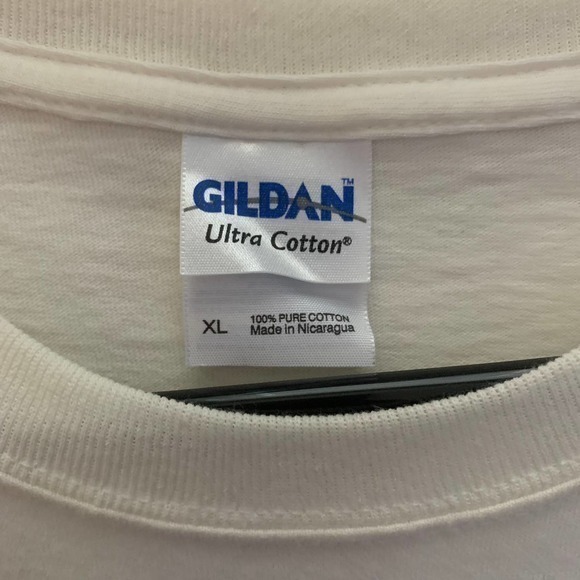 GILDAN™
Ultra Cotton®
XL
100% PURE COTTON
Made in Nicaragua